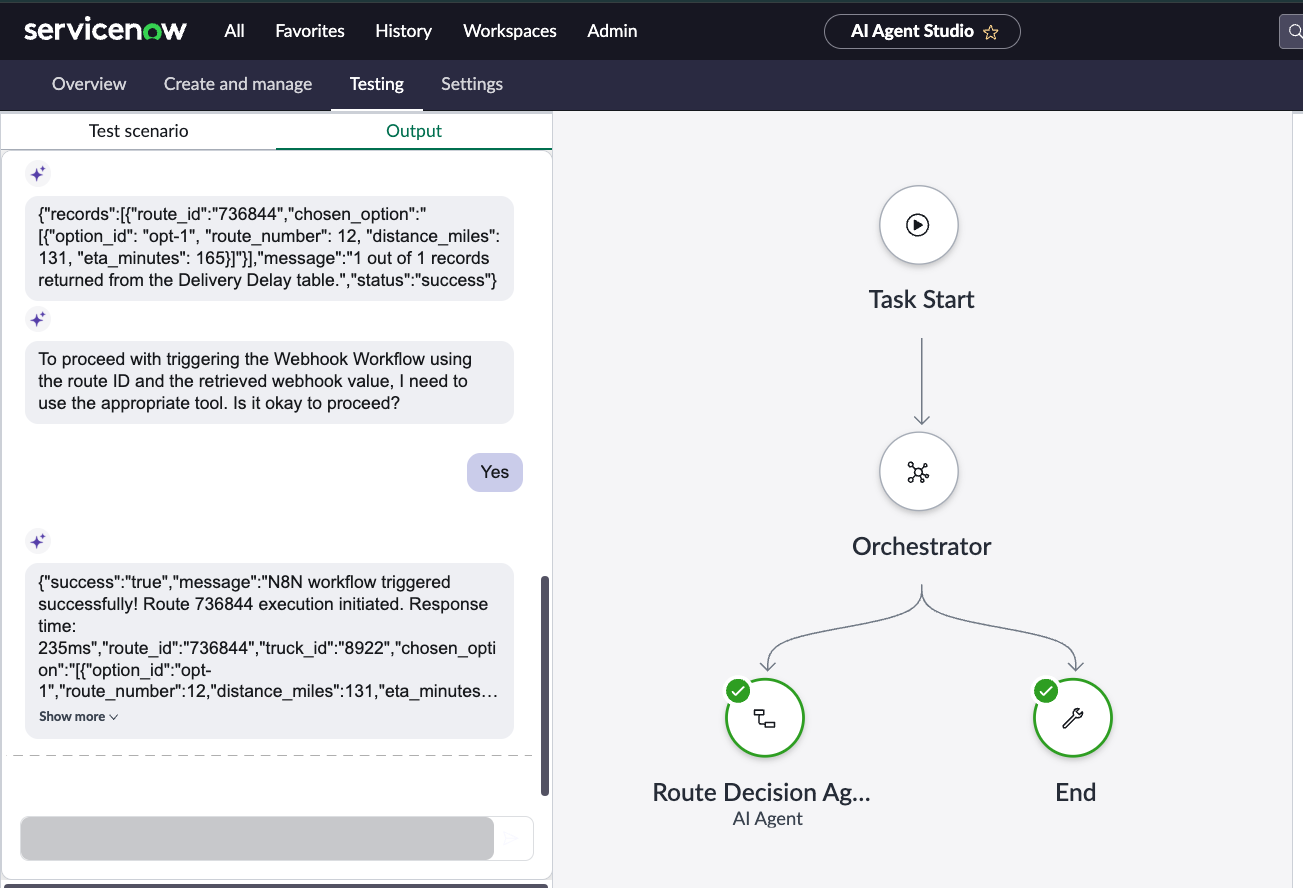 servicenow All Favorites History Workspaces Admin AI Agent Studio
Overview Create and manage Testing Settings
Test scenario Output
{"records":[{"route_id":"736844","chosen_option":"
[{"option_id": "opt-1", "route_number": 12, "distance_miles":
131, "eta_minutes": 165}]"}],"message":"1 out of 1 records
returned from the Delivery Delay table.","status":"success"}
To proceed with triggering the Webhook Workflow using
the route ID and the retrieved webhook value, I need to
use the appropriate tool. Is it okay to proceed?
Yes
{"success":"true","message":"N8N workflow triggered
successfully! Route 736844 execution initiated. Response
time:
235ms","route_id":"736844","truck_id":"8922","chosen_opti
on":"[{"option_id":"opt-
1","route_number":12,"distance_miles":131,"eta_minutes...
Show more
Task Start
Orchestrator
Route Decision Ag...
AI Agent
End